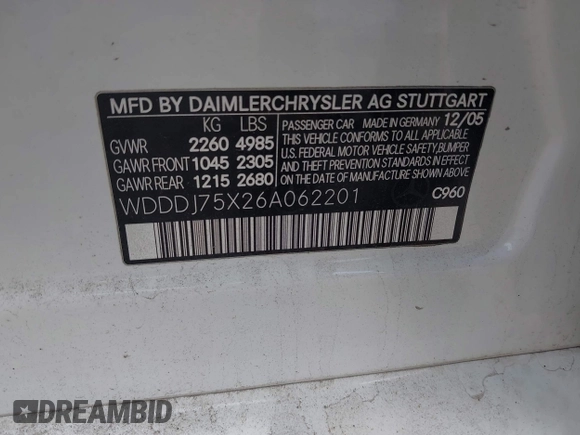 MFD BY DAIMLERCHRYSLER AG STUTTGART
KG LBS
GVWR 2260 4985
GAWR FRONT 1045 2305
GAWR REAR 1215 2680
PASSENGER CAR MADE IN GERMANY 12/05
THIS VEHICLE CONFORMS TO ALL APPLICABLE
U.S. FEDERAL MOTOR VEHICLE SAFETY,BUMPER,
AND THEFT PREVENTION STANDARDS IN EFFECT
ON THE DATE OF MANUFACTURE SHOWN ABOVE.
WDDDJ75X26A062201
C960
DREAMBID